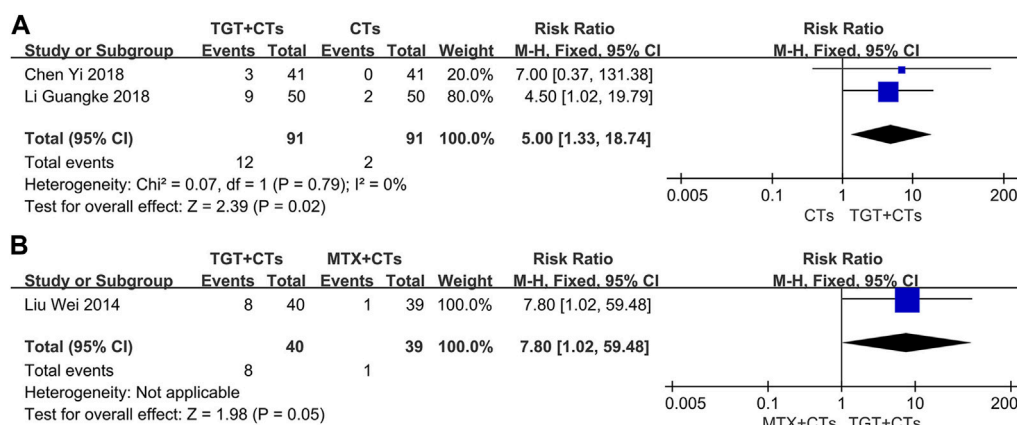 A
TGT+CTs CTs Risk Ratio Risk Ratio
Study or Subgroup Events Total Events Total Weight M-H, Fixed, 95% CI M-H, Fixed, 95% CI
Chen Yi 2018 3 41 0 41 20.0% 7.00 [0.37, 131.38]
Li Guangke 2018 9 50 2 50 80.0% 4.50 [1.02, 19.79]
Total (95% CI) 91 91 100.0% 5.00 [1.33, 18.74]
Total events 12 2
Heterogeneity: Chi² = 0.07, df = 1 (P = 0.79); I² = 0%
Test for overall effect: Z = 2.39 (P = 0.02)
0.005 0.1 1 10 200
CTs TGT+CTs
B
TGT+CTs MTX+CTs Risk Ratio Risk Ratio
Study or Subgroup Events Total Events Total Weight M-H, Fixed, 95% CI M-H, Fixed, 95% CI
Liu Wei 2014 8 40 1 39 100.0% 7.80 [1.02, 59.48]
Total (95% CI) 40 39 100.0% 7.80 [1.02, 59.48]
Total events 8 1
Heterogeneity: Not applicable
Test for overall effect: Z = 1.98 (P = 0.05)
0.005 0.1 1 10 200
MTX+CTs TGT+CTs